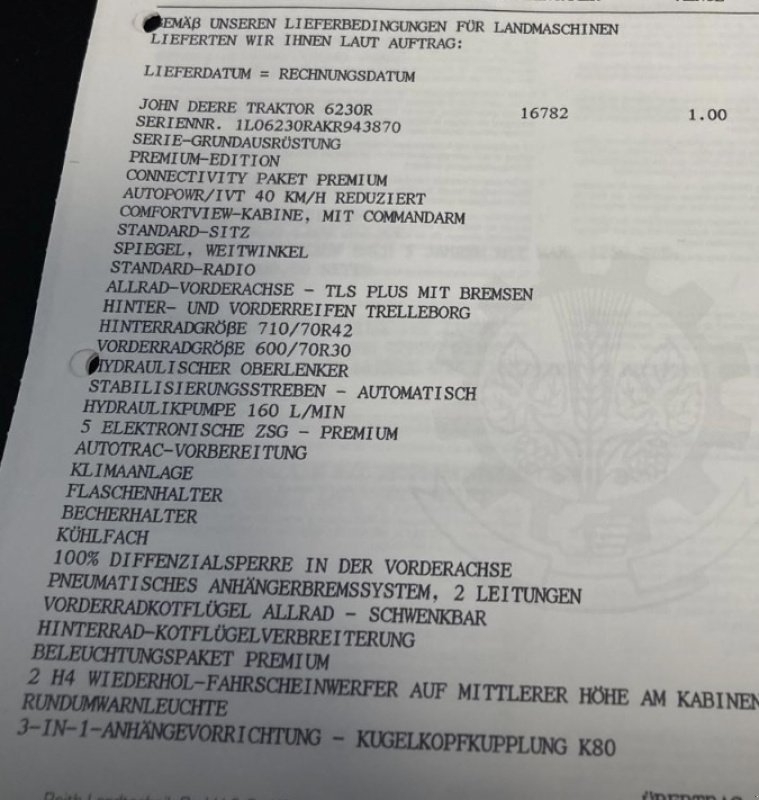 GEMÄß UNSEREN LIEFERBEDINGUNGEN FÜR LANDMASCHINEN
LIEFERTEN WIR IHNEN LAUT AUFTRAG:
LIEFERDATUM = RECHNUNGSDATUM
JOHN DEERE TRAKTOR 6230R 16782 1.00
SERIENNR. 1L06230RAKR943870
SERIE-GRUNDAUSRÜSTUNG
PREMIUM-EDITION
CONNECTIVITY PAKET PREMIUM
AUTOPOWR/IVT 40 KM/H REDUZIERT
COMFORTVIEW-KABINE, MIT COMMANDARM
STANDARD-SITZ
SPIEGEL, WEITWINKEL
STANDARD-RADIO
ALLRAD-VORDERACHSE - TLS PLUS MIT BREMSEN
HINTER- UND VORDERREIFEN TRELLEBORG
HINTERRADGRÖßE 710/70R42
VORDERRADGRÖßE 600/70R30
HYDRAULISCHER OBERLENKER
STABILISIERUNGSSTREBEN - AUTOMATISCH
HYDRAULIKPUMPE 160 L/MIN
5 ELEKTRONISCHE ZSG - PREMIUM
AUTOTRAC-VORBEREITUNG
KLIMAANLAGE
FLASCHENHALTER
BECHERHALTER
KÜHLFACH
100% DIFFENZIALSPERRE IN DER VORDERACHSE
PNEUMATISCHES ANHÄNGERBREMSSYSTEM, 2 LEITUNGEN
VORDERRADKOTFLÜGEL ALLRAD - SCHWENKBAR
HINTERRAD-KOTFLÜGELVERBREITERUNG
BELEUCHTUNGSPAKET PREMIUM
2 H4 WIEDERHOL-FAHRSCHEINWERFER AUF MITTLERER HÖHE AM KABINEN
RUNDUMWARNLEUCHTE
3-IN-1-ANHÄNGEVORRICHTUNG - KUGELKOPFKUPPLUNG K80